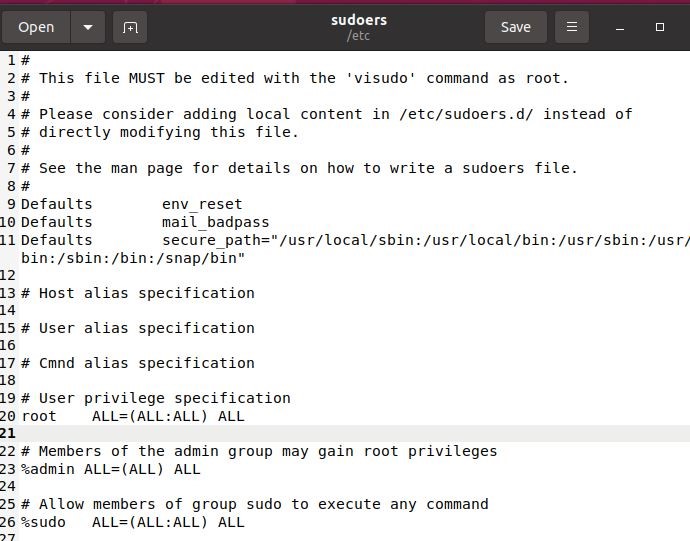 Open
sudoers
/etc
Save
1 #
2 # This file MUST be edited with the 'visudo' command as root.
3 #
4 # Please consider adding local content in /etc/sudoers.d/ instead of
5 # directly modifying this file.
6 #
7 # See the man page for details on how to write a sudoers file.
8 #
9 Defaults        env_reset
10 Defaults        mail_badpass
11 Defaults        secure_path="/usr/local/sbin:/usr/local/bin:/usr/sbin:/usr/
bin:/sbin:/bin:/snap/bin"
12
13 # Host alias specification
14
15 # User alias specification
16
17 # Cmnd alias specification
18
19 # User privilege specification
20 root    ALL=(ALL:ALL) ALL
21
22 # Members of the admin group may gain root privileges
23 %admin ALL=(ALL) ALL
24
25 # Allow members of group sudo to execute any command
26 %sudo   ALL=(ALL:ALL) ALL
27